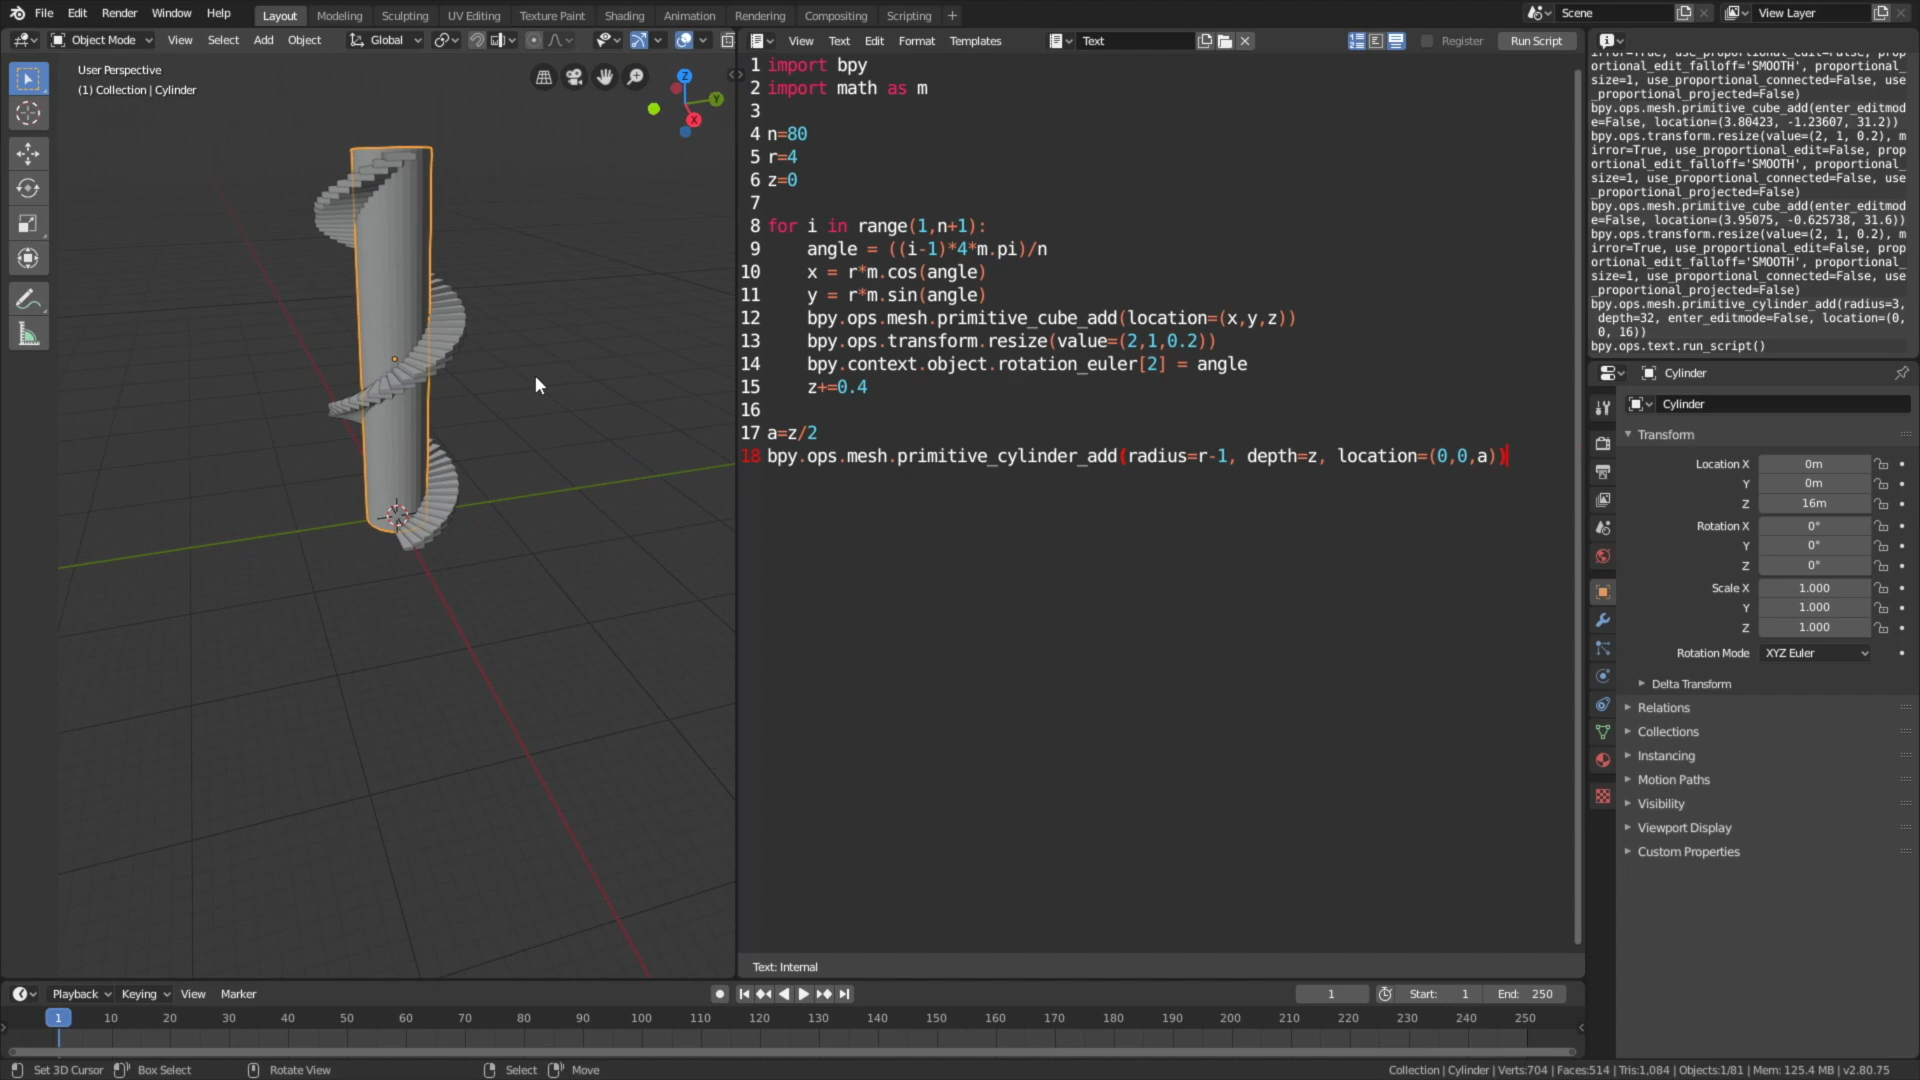 File Edit Render Window Help Layout Modeling Sculpting UV Editing Texture Paint Shading Animation Rendering Compositing Scripting + Scene View Layer
Object Mode View Select Add Object Global
View Text Edit Format Templates Text Register Run Script
User Perspective
(1) Collection | Cylinder
Z
Y
X
1 import bpy
2 import math as m
3
4 n=80
5 r=4
6 z=0
7
8 for i in range(1,n+1):
9 angle = ((i-1)*4*m.pi)/n
10 x = r*m.cos(angle)
11 y = r*m.sin(angle)
12 bpy.ops.mesh.primitive_cube_add(location=(x,y,z))
13 bpy.ops.transform.resize(value=(2,1,0.2))
14 bpy.context.object.rotation_euler[2] = angle
15 z+=0.4
16
17 a=z/2
18 bpy.ops.mesh.primitive_cylinder_add(radius=r-1, depth=z, location=(0,0,a))
Text: Internal
irror=True, use_proportional_edit=False, prop
ortional_edit_falloff='SMOOTH', proportional_
size=1, use_proportional_connected=False, use
_proportional_projected=False)
bpy.ops.mesh.primitive_cube_add(enter_editmod
e=False, location=(3.80423, -1.23607, 31.2))
bpy.ops.transform.resize(value=(2, 1, 0.2), m
irror=True, use_proportional_edit=False, prop
ortional_edit_falloff='SMOOTH', proportional_
size=1, use_proportional_connected=False, use
_proportional_projected=False)
bpy.ops.mesh.primitive_cube_add(enter_editmod
e=False, location=(3.95075, -0.625738, 31.6))
bpy.ops.transform.resize(value=(2, 1, 0.2), m
irror=True, use_proportional_edit=False, prop
ortional_edit_falloff='SMOOTH', proportional_
size=1, use_proportional_connected=False, use
_proportional_projected=False)
bpy.ops.mesh.primitive_cylinder_add(radius=3,
depth=32, enter_editmode=False, location=(0,
0, 16))
bpy.ops.text.run_script()
Cylinder
Cylinder
Transform
Location X 0m
Y 0m
Z 16m
Rotation X 0°
Y 0°
Z 0°
Scale X 1.000
Y 1.000
Z 1.000
Rotation Mode XYZ Euler
Delta Transform
Relations
Collections
Instancing
Motion Paths
Visibility
Viewport Display
Custom Properties
Playback Keying View Marker 1 Start: 1 End: 250
1 10 20 30 40 50 60 70 80 90 100 110 120 130 140 150 160 170 180 190 200 210 220 230 240 250
Set 3D Cursor Box Select Rotate View Select Move Collection | Cylinder | Verts:704 | Faces:514 | Tris:1,084 | Objects:1/81 | Mem: 125.4 MB | v2.80.75